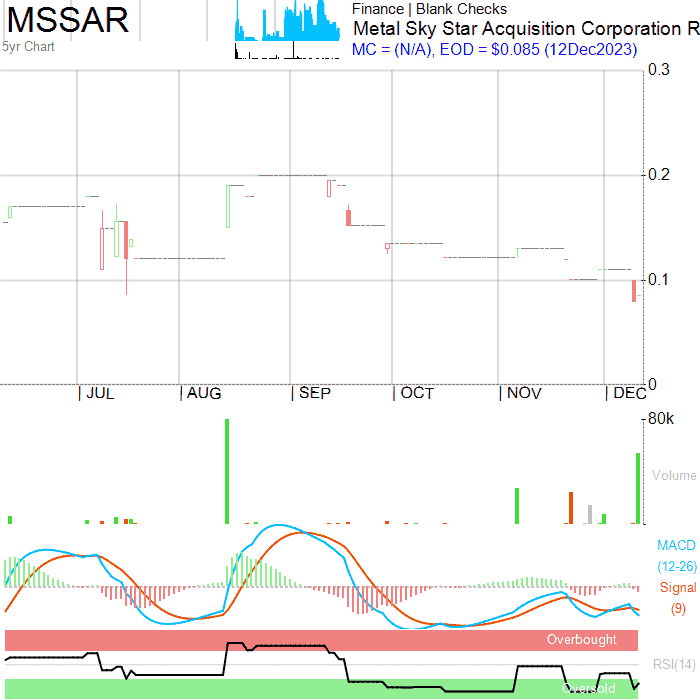 MSSAR
5yr Chart
Finance | Blank Checks
Metal Sky Star Acquisition Corporation R
MC = (N/A), EOD = $0.085 (12Dec2023)
0.3
0.2
0.1
0
| JUL | AUG | SEP | OCT | NOV | DEC
80k
Volume
MACD
(12-26)
Signal
(9)
Overbought
RSI(14)
Oversold